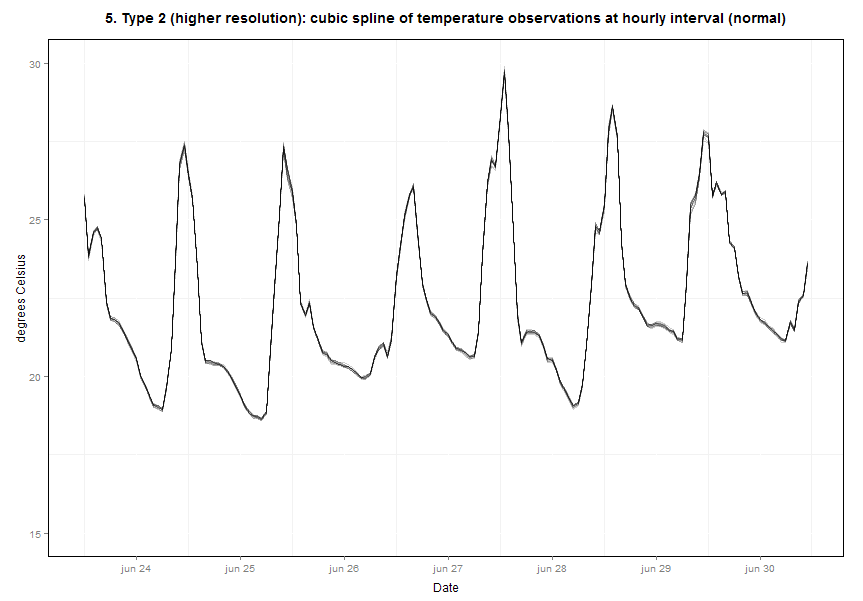 5. Type 2 (higher resolution): cubic spline of temperature observations at hourly interval (normal)
degrees Celsius
30
25
20
15
jun 24 jun 25 jun 26 jun 27 jun 28 jun 29 jun 30
Date